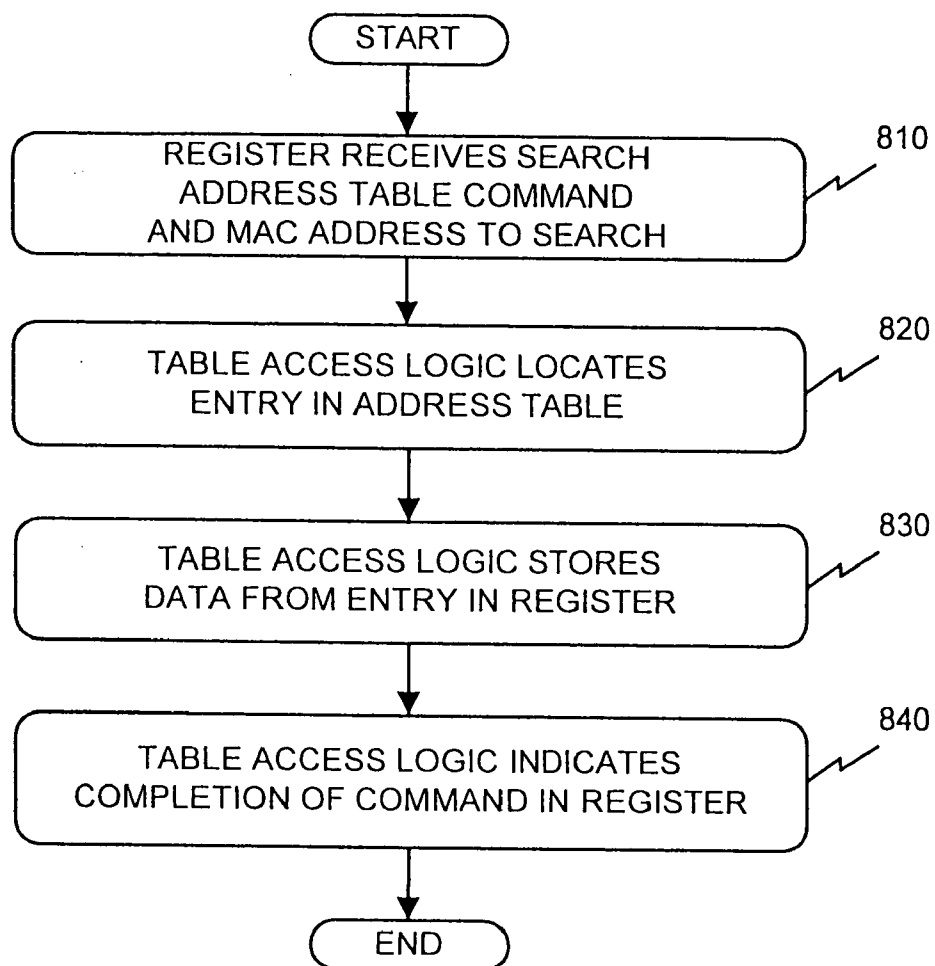 START
REGISTER RECEIVES SEARCH
ADDRESS TABLE COMMAND
AND MAC ADDRESS TO SEARCH
810
TABLE ACCESS LOGIC LOCATES
ENTRY IN ADDRESS TABLE
820
TABLE ACCESS LOGIC STORES
DATA FROM ENTRY IN REGISTER
830
TABLE ACCESS LOGIC INDICATES
COMPLETION OF COMMAND IN REGISTER
840
END